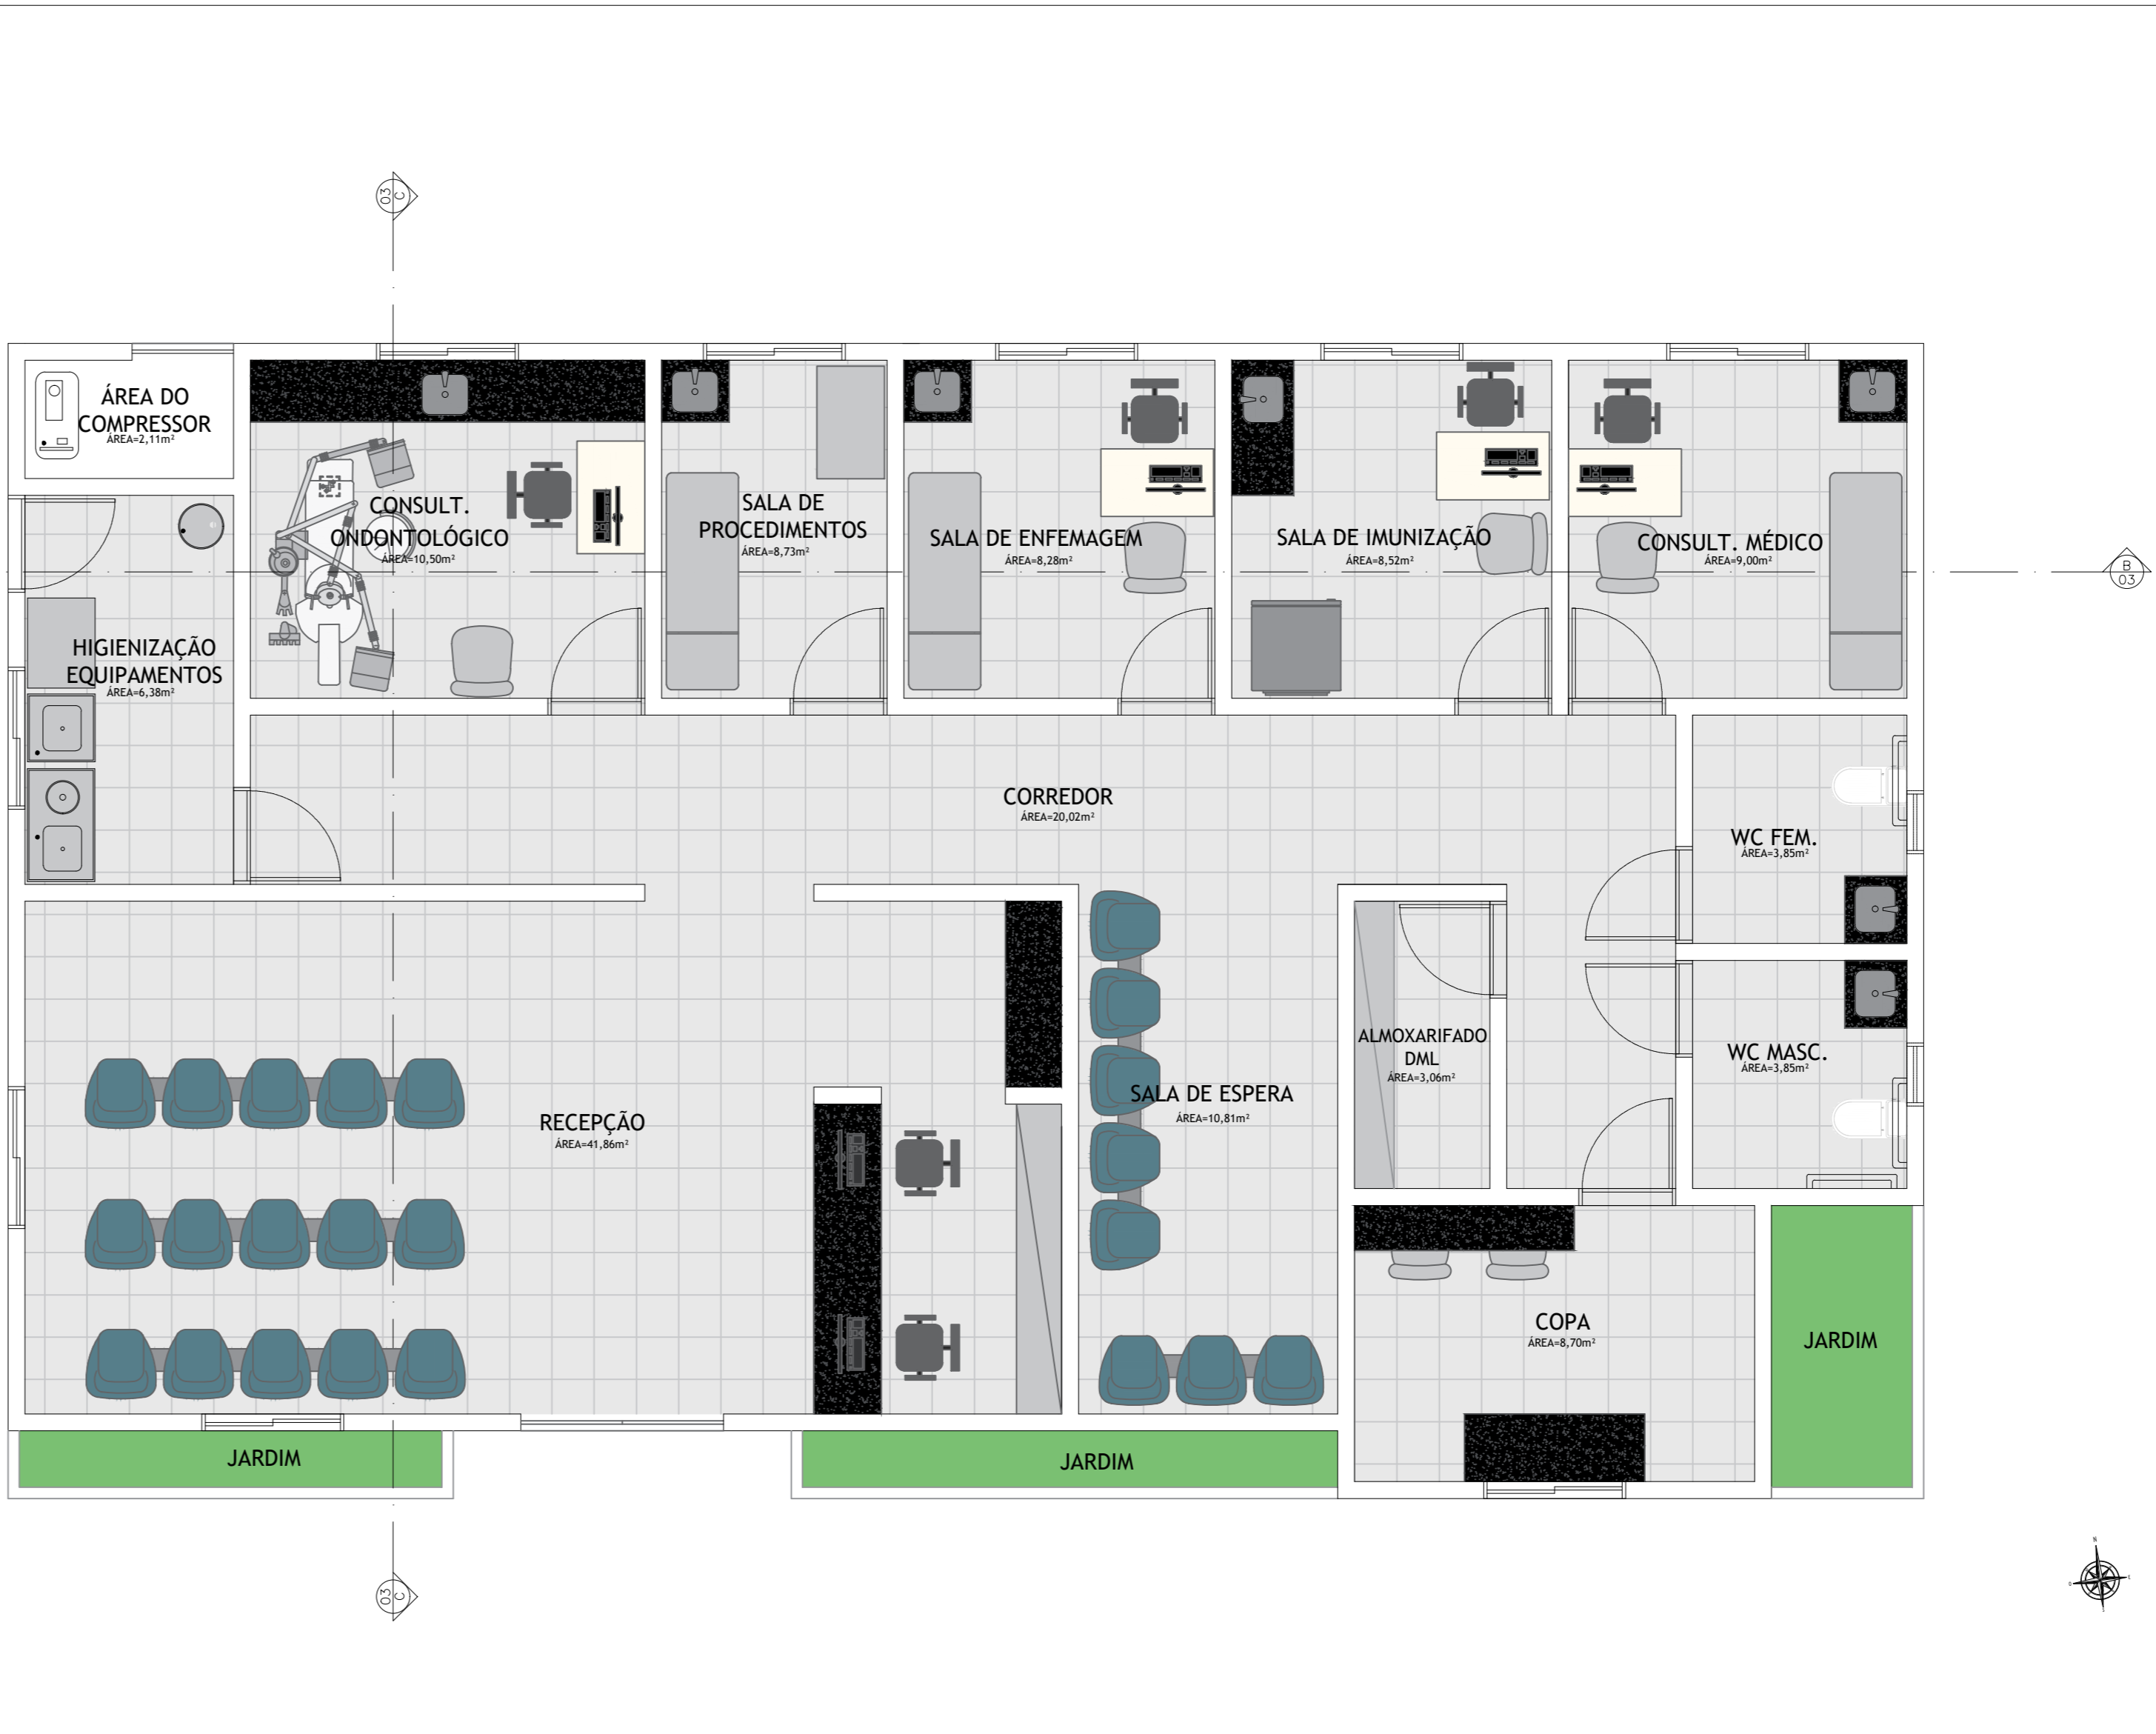 03
C
ÁREA DO
COMPRESSOR
ÁREA=2,11m²
CONSULT.
ONDONTOLÓGICO
ÁREA=10,50m²
SALA DE
PROCEDIMENTOS
ÁREA=8,73m²
SALA DE ENFEMAGEM
ÁREA=8,28m²
SALA DE IMUNIZAÇÃO
ÁREA=8,52m²
CONSULT. MÉDICO
ÁREA=9,00m²
B
03
HIGIENIZAÇÃO
EQUIPAMENTOS
ÁREA=6,38m²
CORREDOR
ÁREA=20,02m²
WC FEM.
ÁREA=3,85m²
ALMOXARIFADO
DML
ÁREA=3,06m²
WC MASC.
ÁREA=3,85m²
SALA DE ESPERA
ÁREA=10,81m²
RECEPÇÃO
ÁREA=41,86m²
COPA
ÁREA=8,70m²
JARDIM
JARDIM
JARDIM
03
C
N
S